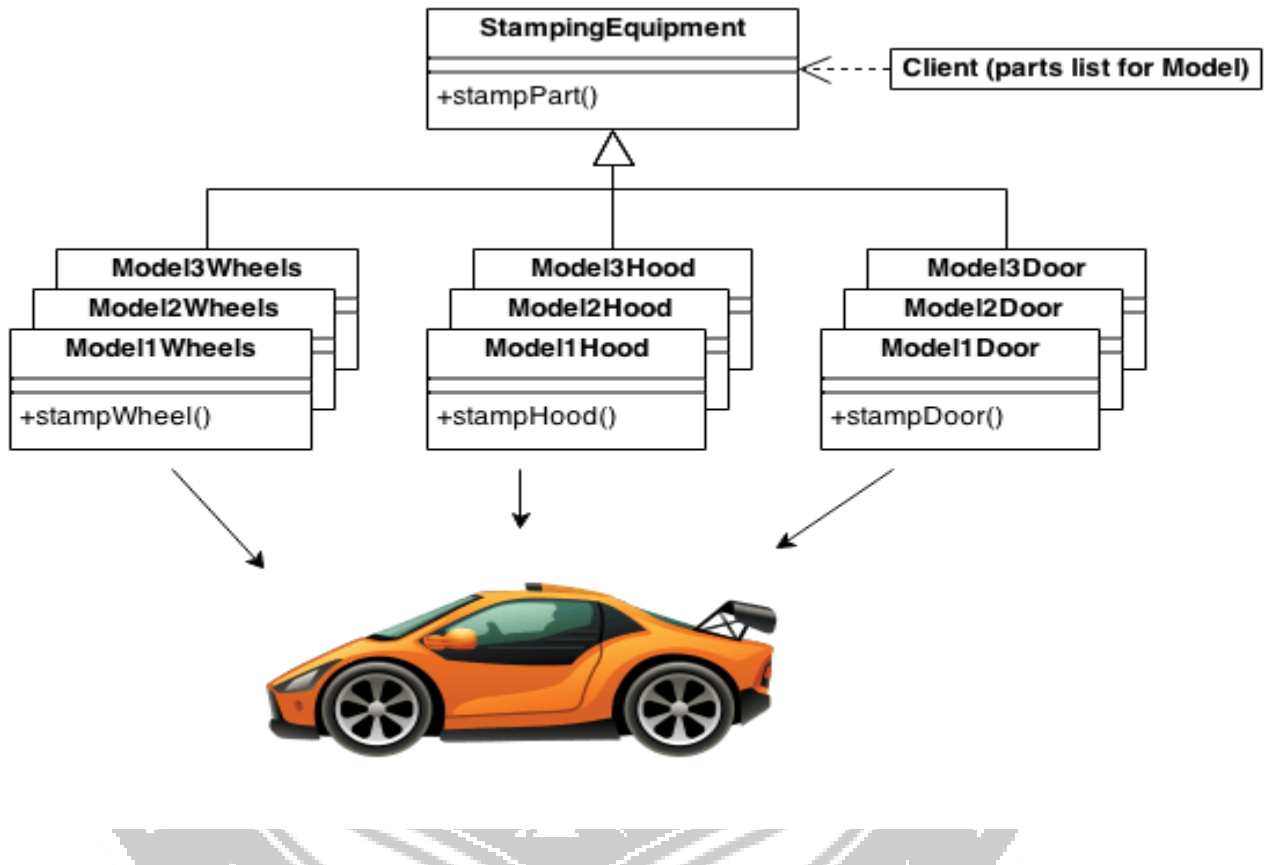 StampingEquipment
Client (parts list for Model)
+stampPart()
Model3Wheels
Model3Hood
Model3Door
Model2Wheels
Model2Hood
Model2Door
Model1Wheels
Model1Hood
Model1Door
+stampWheel()
+stampHood()
+stampDoor()